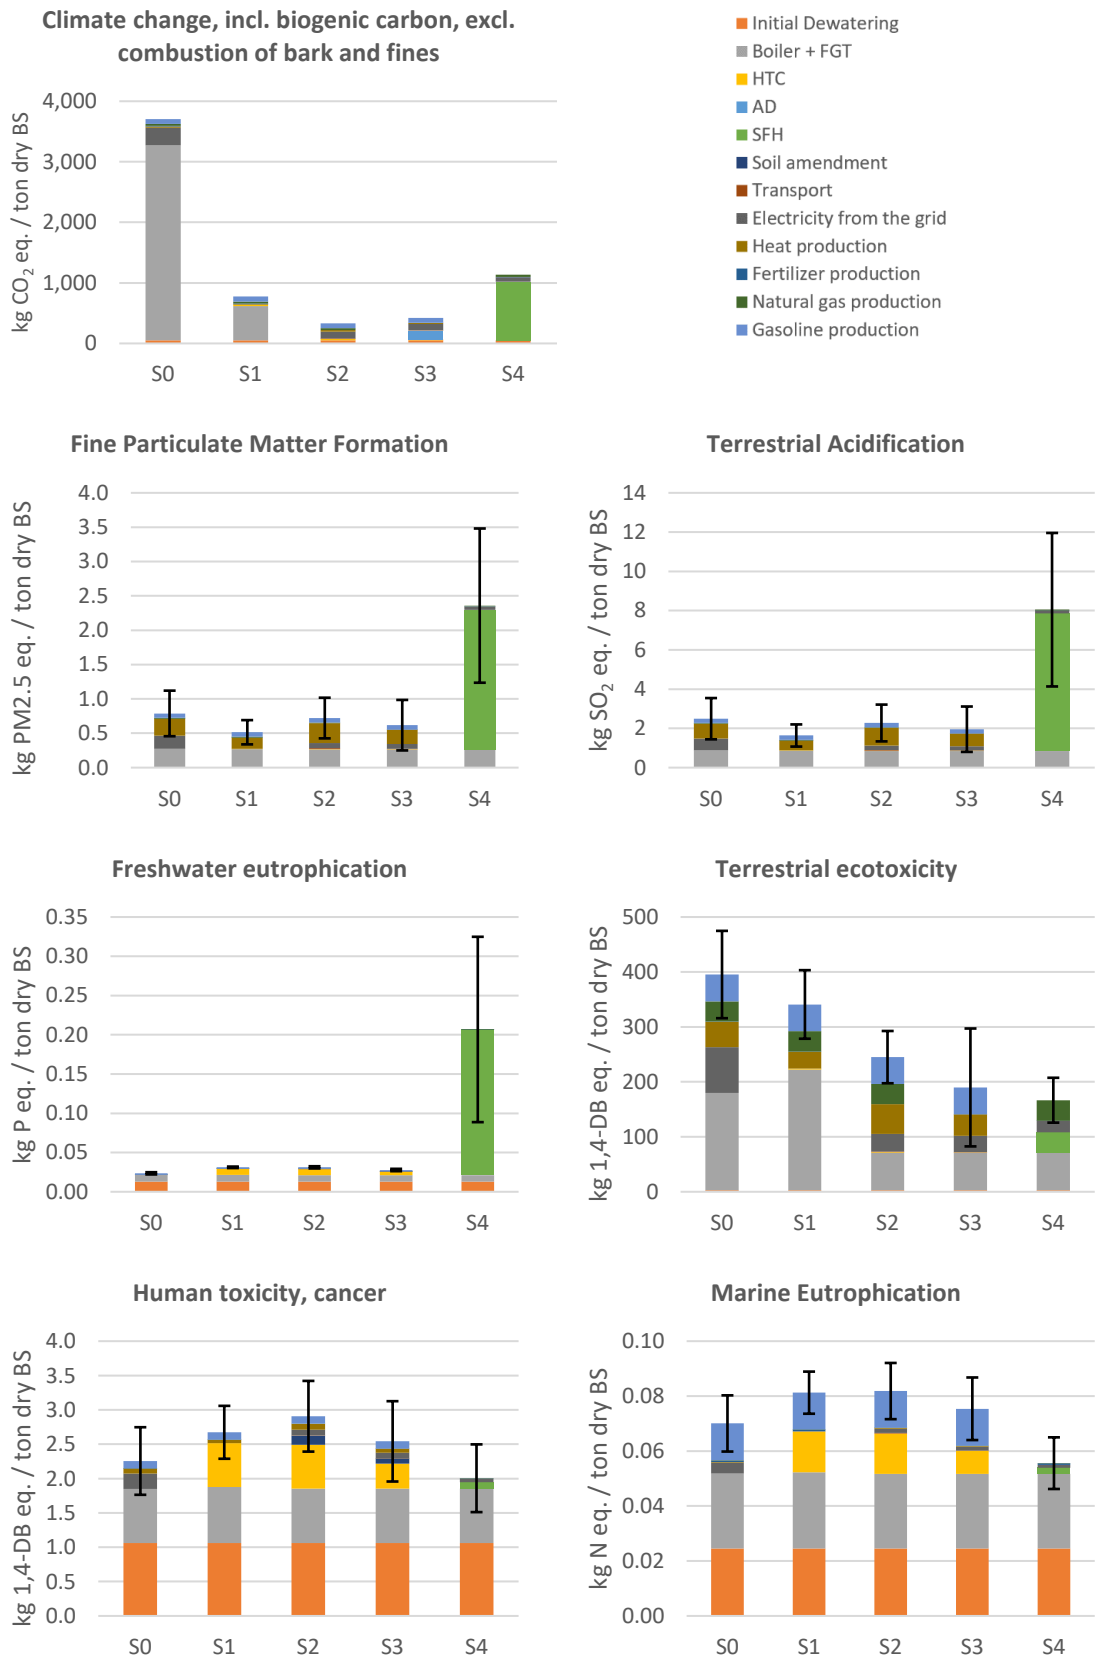 Climate change, incl. biogenic carbon, excl.
combustion of bark and fines
kg CO₂ eq. / ton dry BS
4,000
3,000
2,000
1,000
0
S0 S1 S2 S3 S4
Initial Dewatering
Boiler + FGT
HTC
AD
SFH
Soil amendment
Transport
Electricity from the grid
Heat production
Fertilizer production
Natural gas production
Gasoline production
Fine Particulate Matter Formation
kg PM2.5 eq. / ton dry BS
4.0
3.5
3.0
2.5
2.0
1.5
1.0
0.5
0.0
S0 S1 S2 S3 S4
Terrestrial Acidification
kg SO₂ eq. / ton dry BS
14
12
10
8
6
4
2
0
S0 S1 S2 S3 S4
Freshwater eutrophication
kg P eq. / ton dry BS
0.35
0.30
0.25
0.20
0.15
0.10
0.05
0.00
S0 S1 S2 S3 S4
Terrestrial ecotoxicity
kg 1,4-DB eq. / ton dry BS
500
400
300
200
100
0
S0 S1 S2 S3 S4
Human toxicity, cancer
kg 1,4-DB eq. / ton dry BS
4.0
3.5
3.0
2.5
2.0
1.5
1.0
0.5
0.0
S0 S1 S2 S3 S4
Marine Eutrophication
kg N eq. / ton dry BS
0.10
0.08
0.06
0.04
0.02
0.00
S0 S1 S2 S3 S4